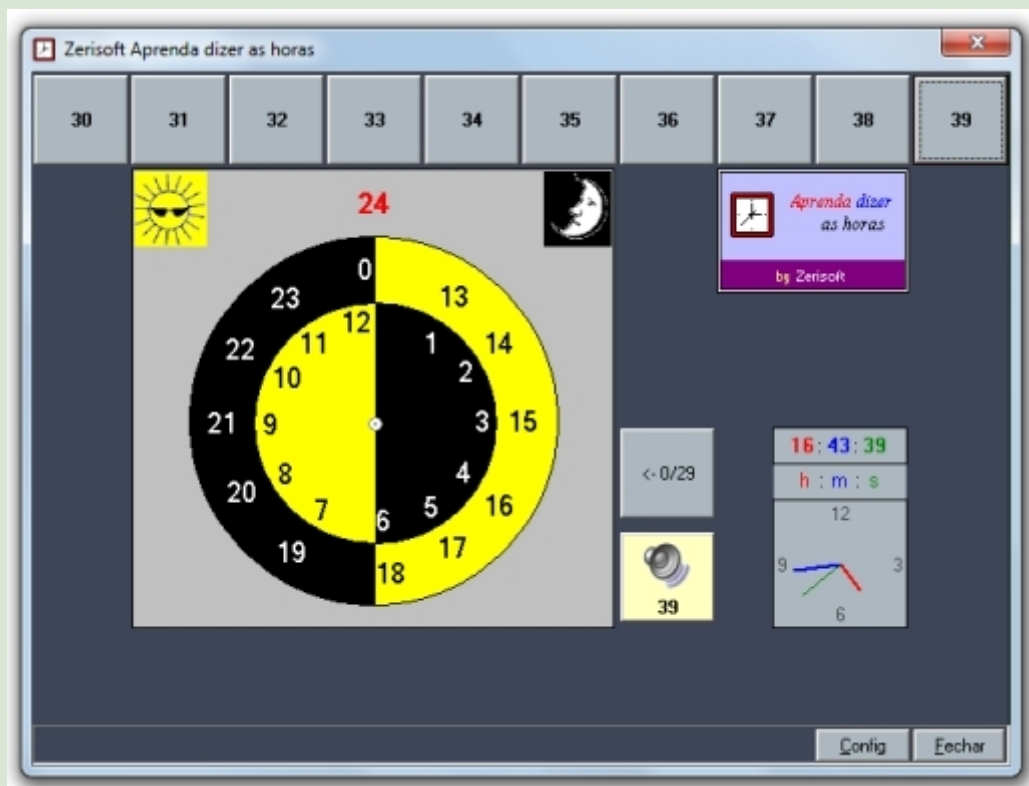 Zerisoft Aprenda dizer as horas
30 31 32 33 34 35 36 37 38 39
24
0
23 13
12
11 1
22 14
10 2
21 9 3 15
8 4
20 16
7 5
6
19 17
18
Aprenda dizer
as horas
by Zerisoft
<- 0/29
39
16:43:39
h : m : s
12
9 3
6
Config Fechar